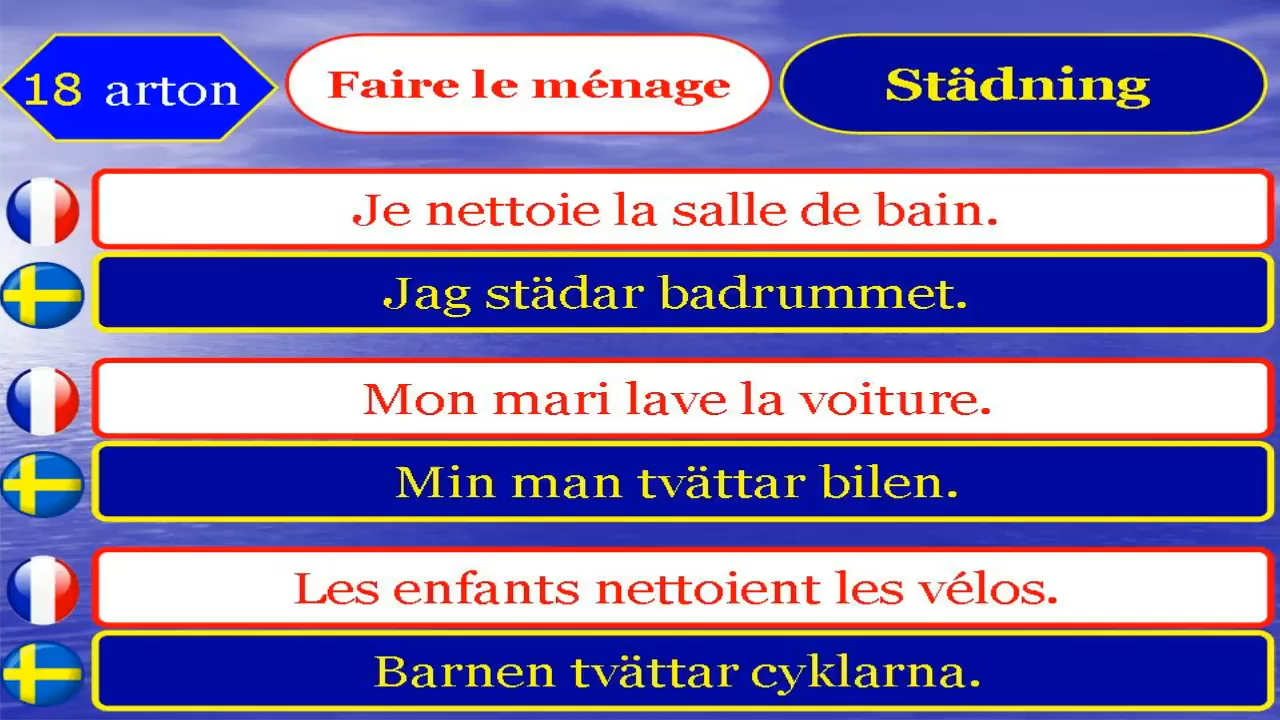 18 arton
Faire le ménage
Städning
Je nettoie la salle de bain.
Jag städar badrummet.
Mon mari lave la voiture.
Min man tvättar bilen.
Les enfants nettoient les vélos.
Barnen tvättar cyklarna.